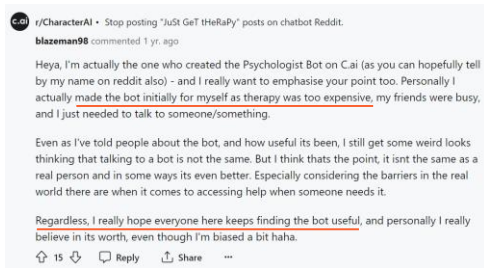 c.ai r/CharacterAI • Stop posting "JuSt GeT tHeRaPy" posts on chatbot Reddit.
blazeman98 commented 1 yr. ago
Heya, I'm actually the one who created the Psychologist Bot on C.ai (as you can hopefully tell
by my name on reddit also) - and I really want to emphasise your point too. Personally I
actually made the bot initially for myself as therapy was too expensive, my friends were busy,
and I just needed to talk to someone/something.
Even as I've told people about the bot, and how useful its been, I still get some weird looks
thinking that talking to a bot is not the same. But I think thats the point, it isnt the same as a
real person and in some ways its even better. Especially considering the barriers in the real
world there are when it comes to accessing help when someone needs it.
Regardless, I really hope everyone here keeps finding the bot useful, and personally I really
believe in its worth, even though I'm biased a bit haha.
15 Reply Share ...